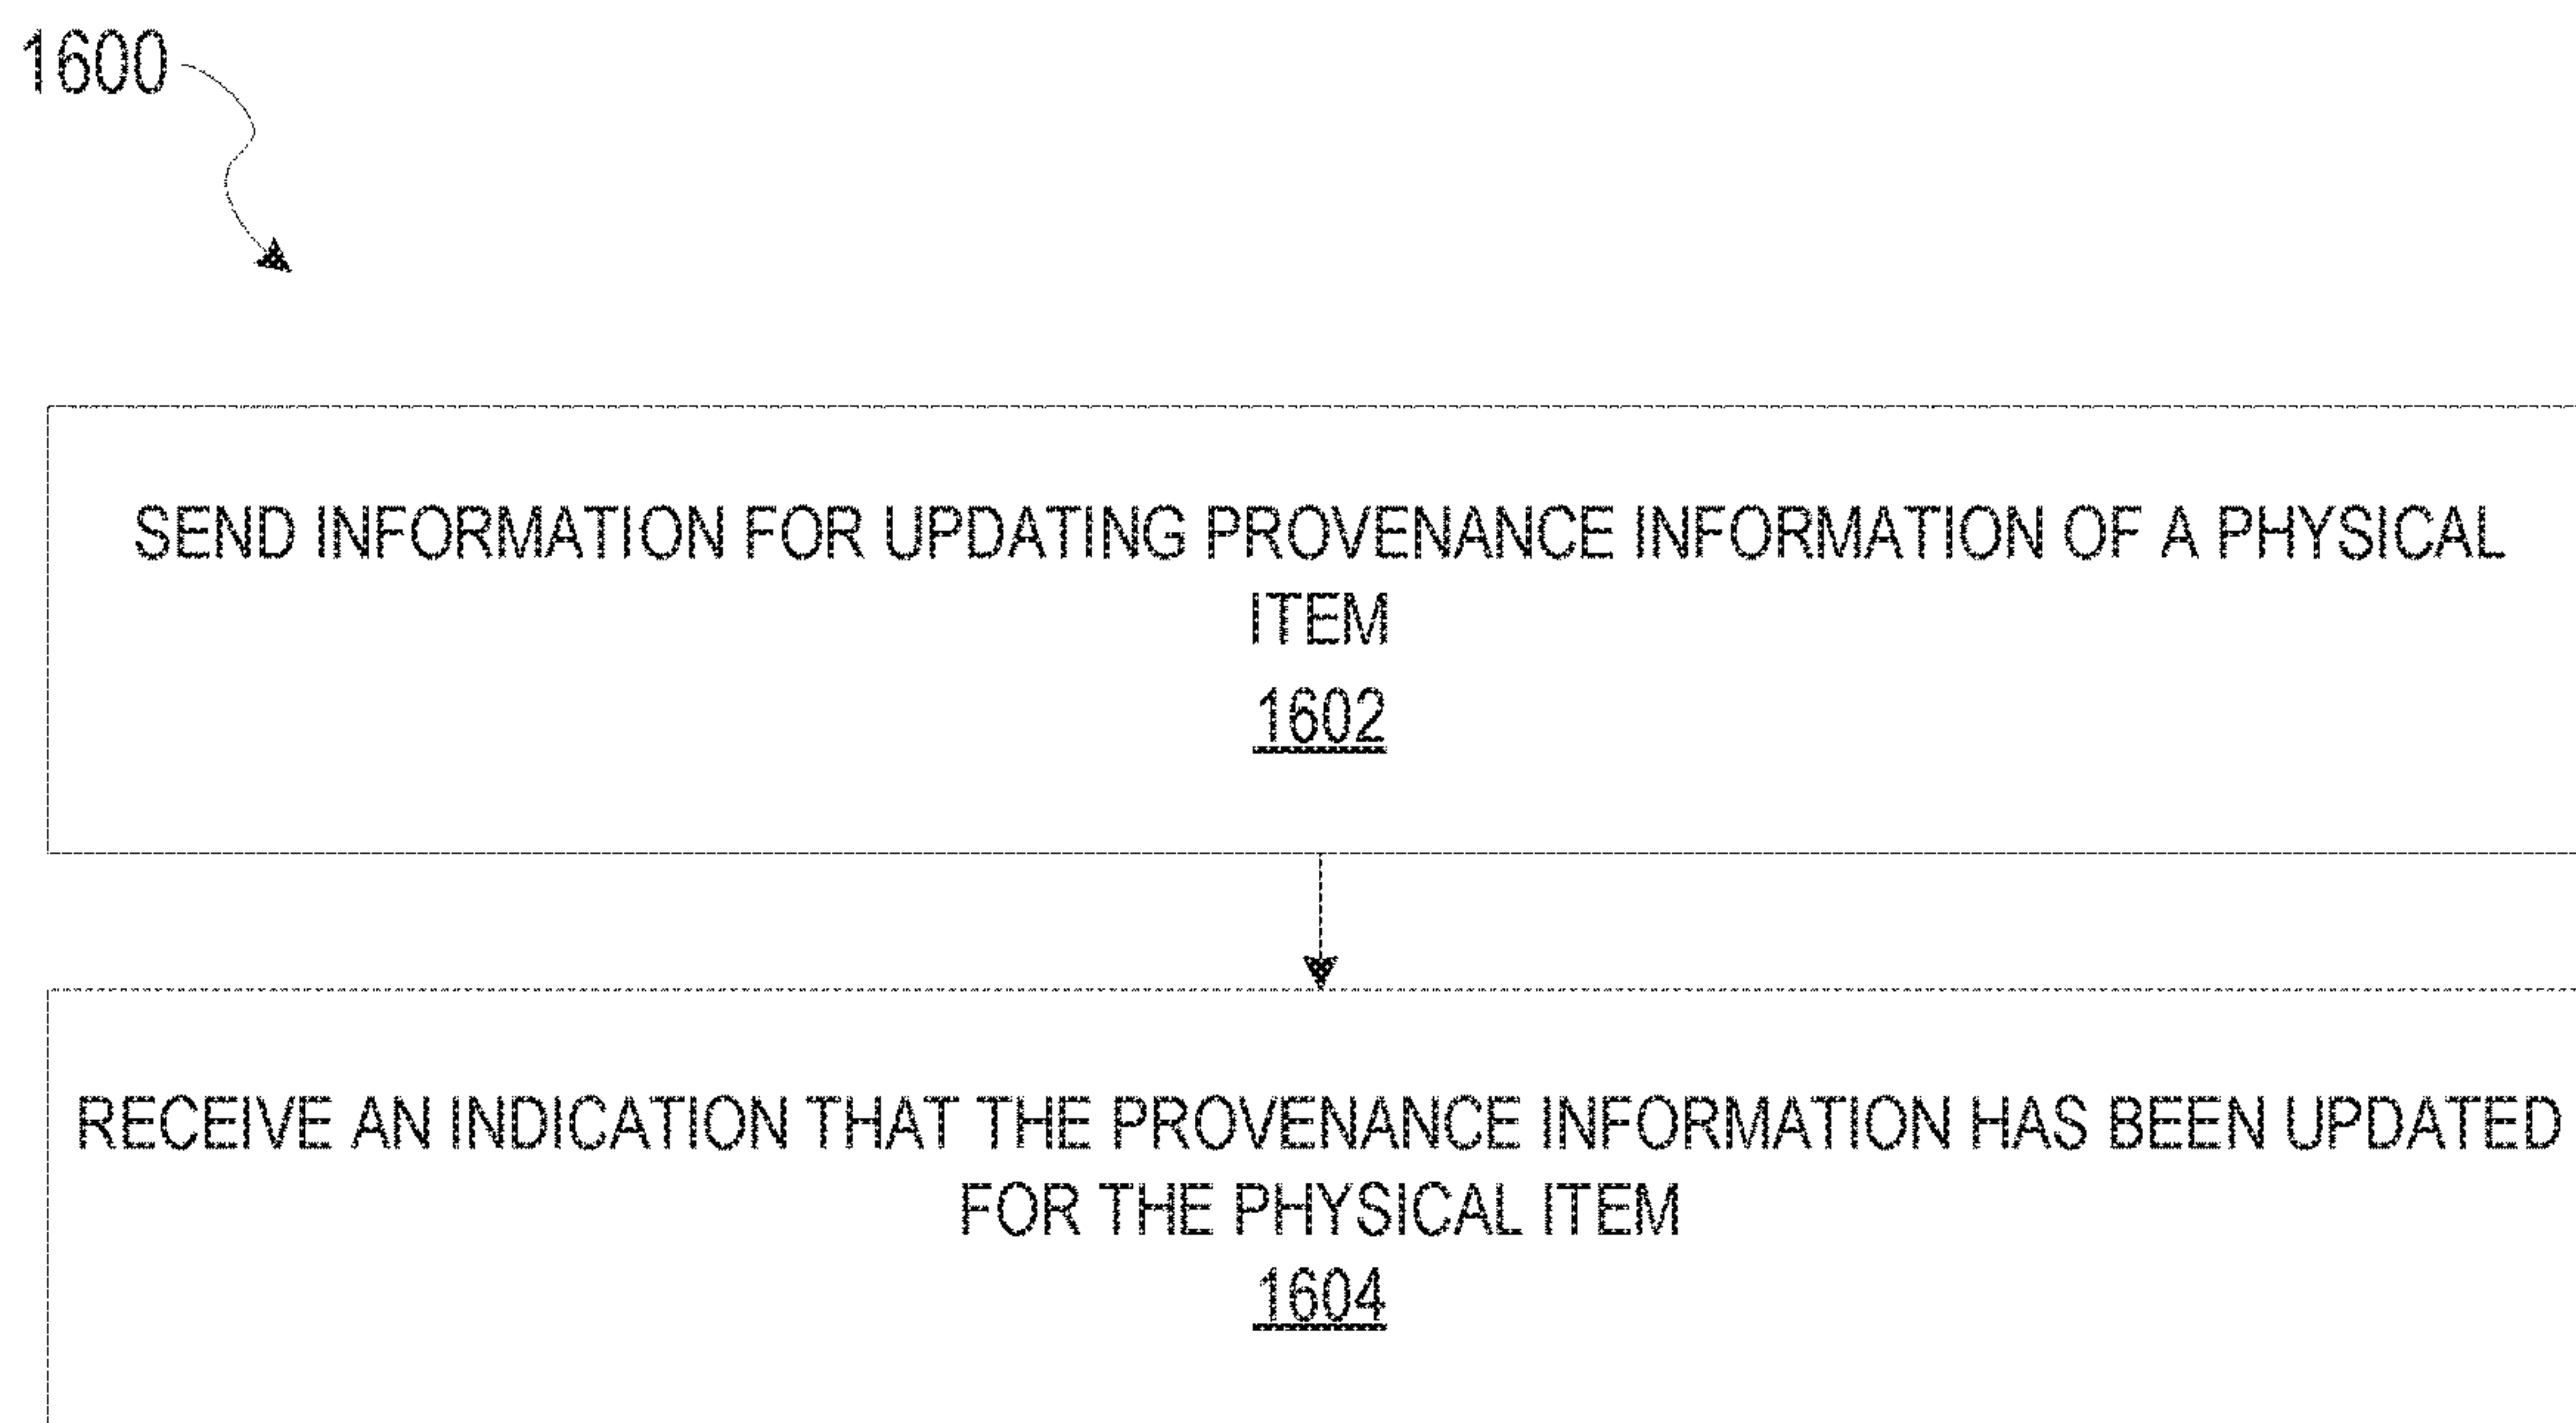 1600
SEND INFORMATION FOR UPDATING PROVENANCE INFORMATION OF A PHYSICAL
ITEM
1602
RECEIVE AN INDICATION THAT THE PROVENANCE INFORMATION HAS BEEN UPDATED
FOR THE PHYSICAL ITEM
1604